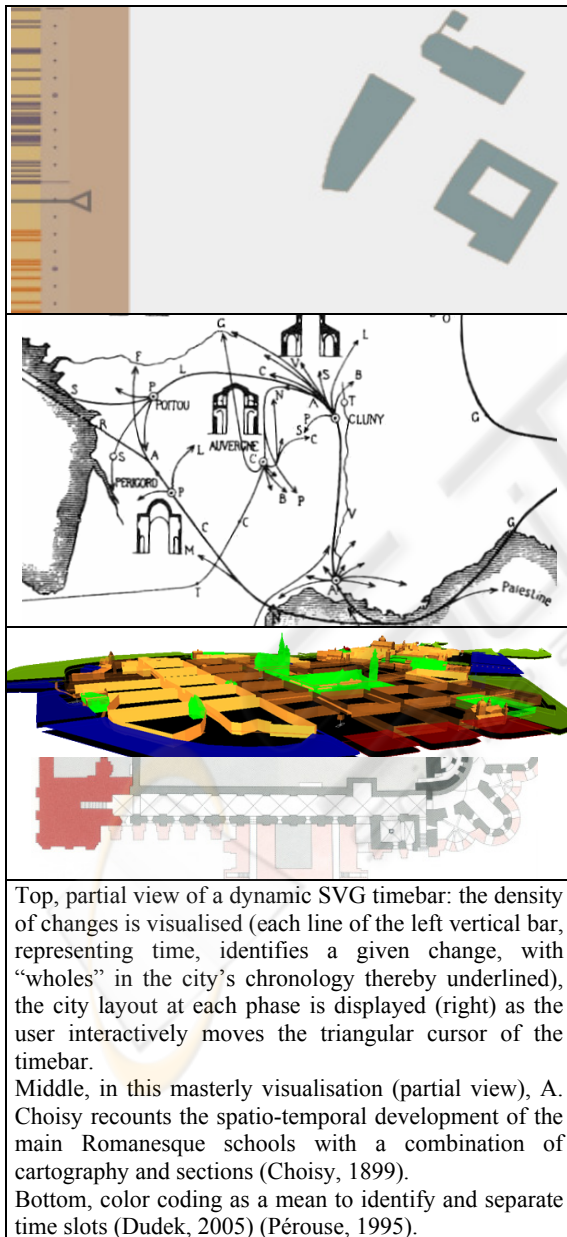 G
O
L
V
F
C
S
B
L
N
A
T
S
P
P
CLUNY
POITOU
R
S
C
G
AUVERGNE
A
S
L
C
PERIGORD
B
P
P
V
G
C
C
M
A
Palestine
T
N
Top, partial view of a dynamic SVG timebar: the density
of changes is visualised (each line of the left vertical bar,
representing time, identifies a given change, with
“wholes” in the city’s chronology thereby underlined),
the city layout at each phase is displayed (right) as the
user interactively moves the triangular cursor of the
timebar.
Middle, in this masterly visualisation (partial view), A.
Choisy recounts the spatio-temporal development of the
main Romanesque schools with a combination of
cartography and sections (Choisy, 1899).
Bottom, color coding as a mean to identify and separate
time slots (Dudek, 2005) (Pérouse, 1995).